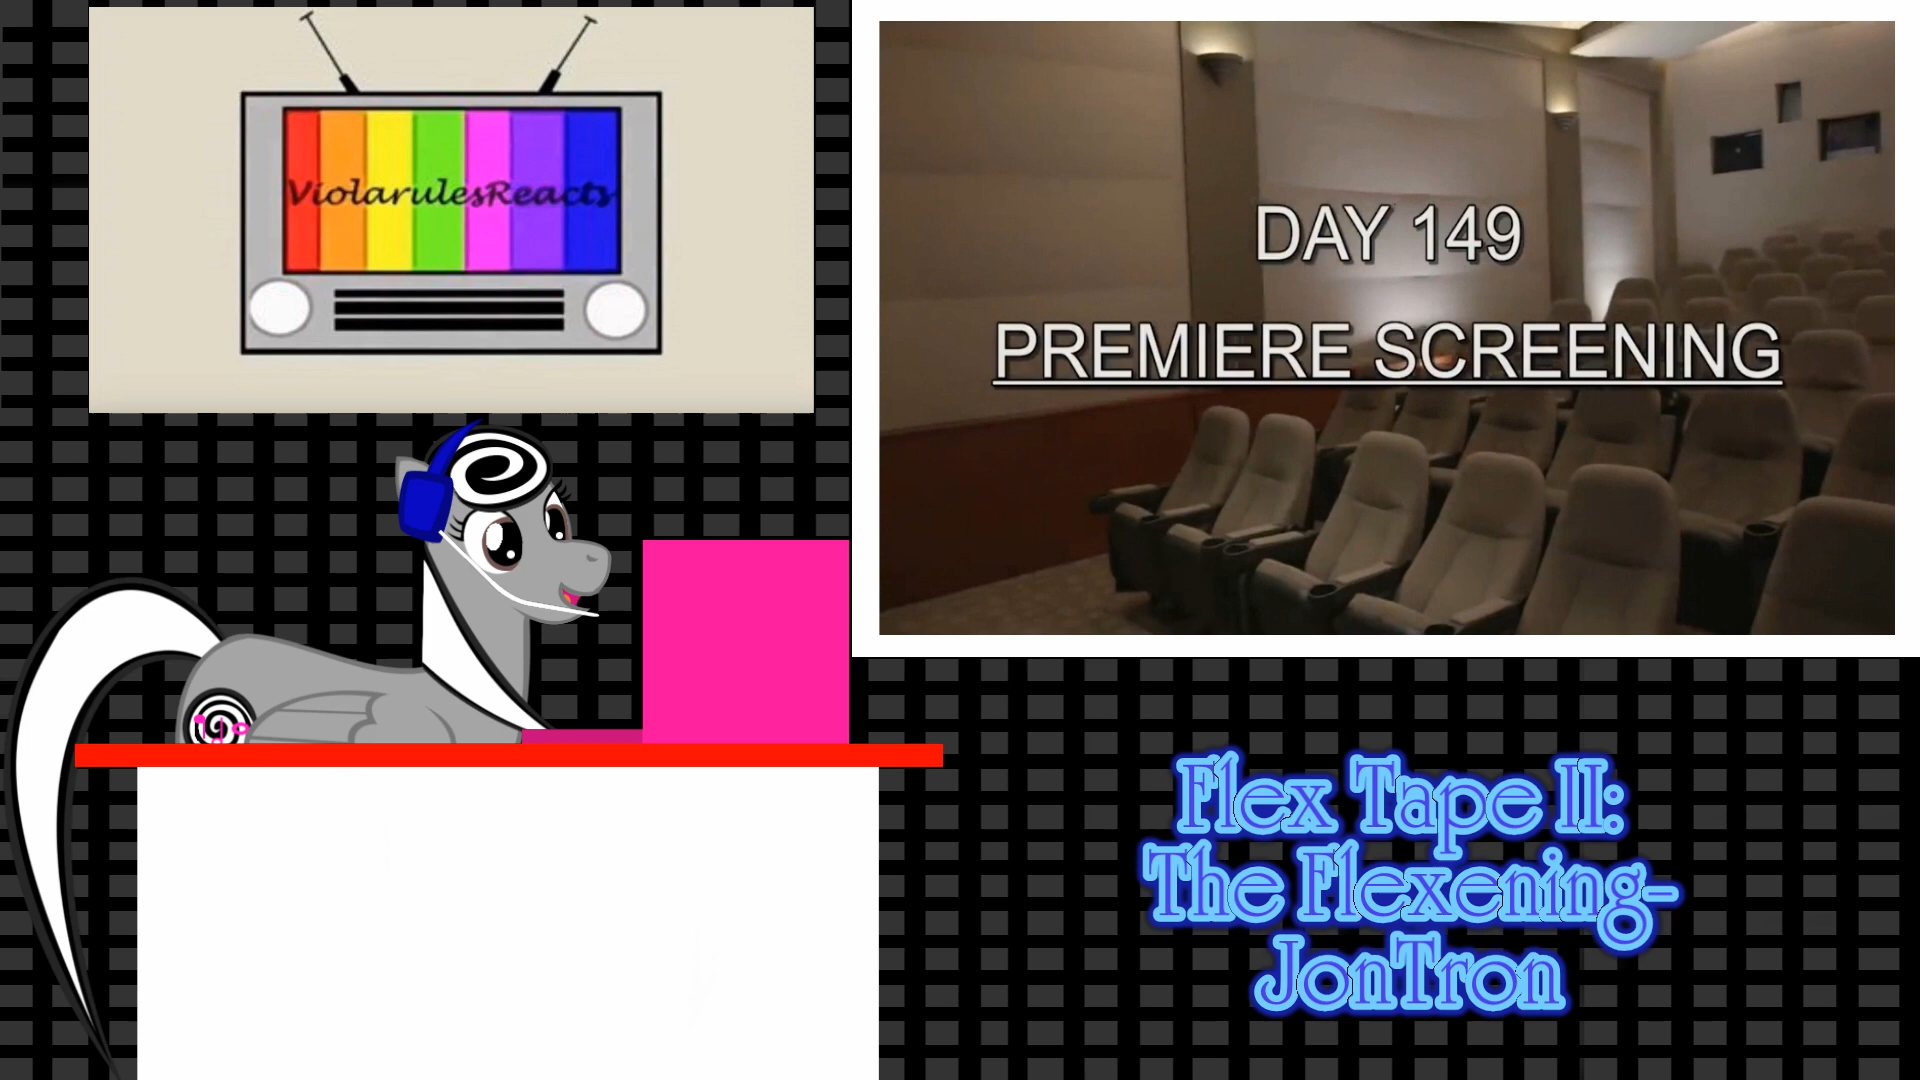 ViolarulesReacts
DAY 149
PREMIERE SCREENING
Flex Tape II:
The Flexening-
JonTron